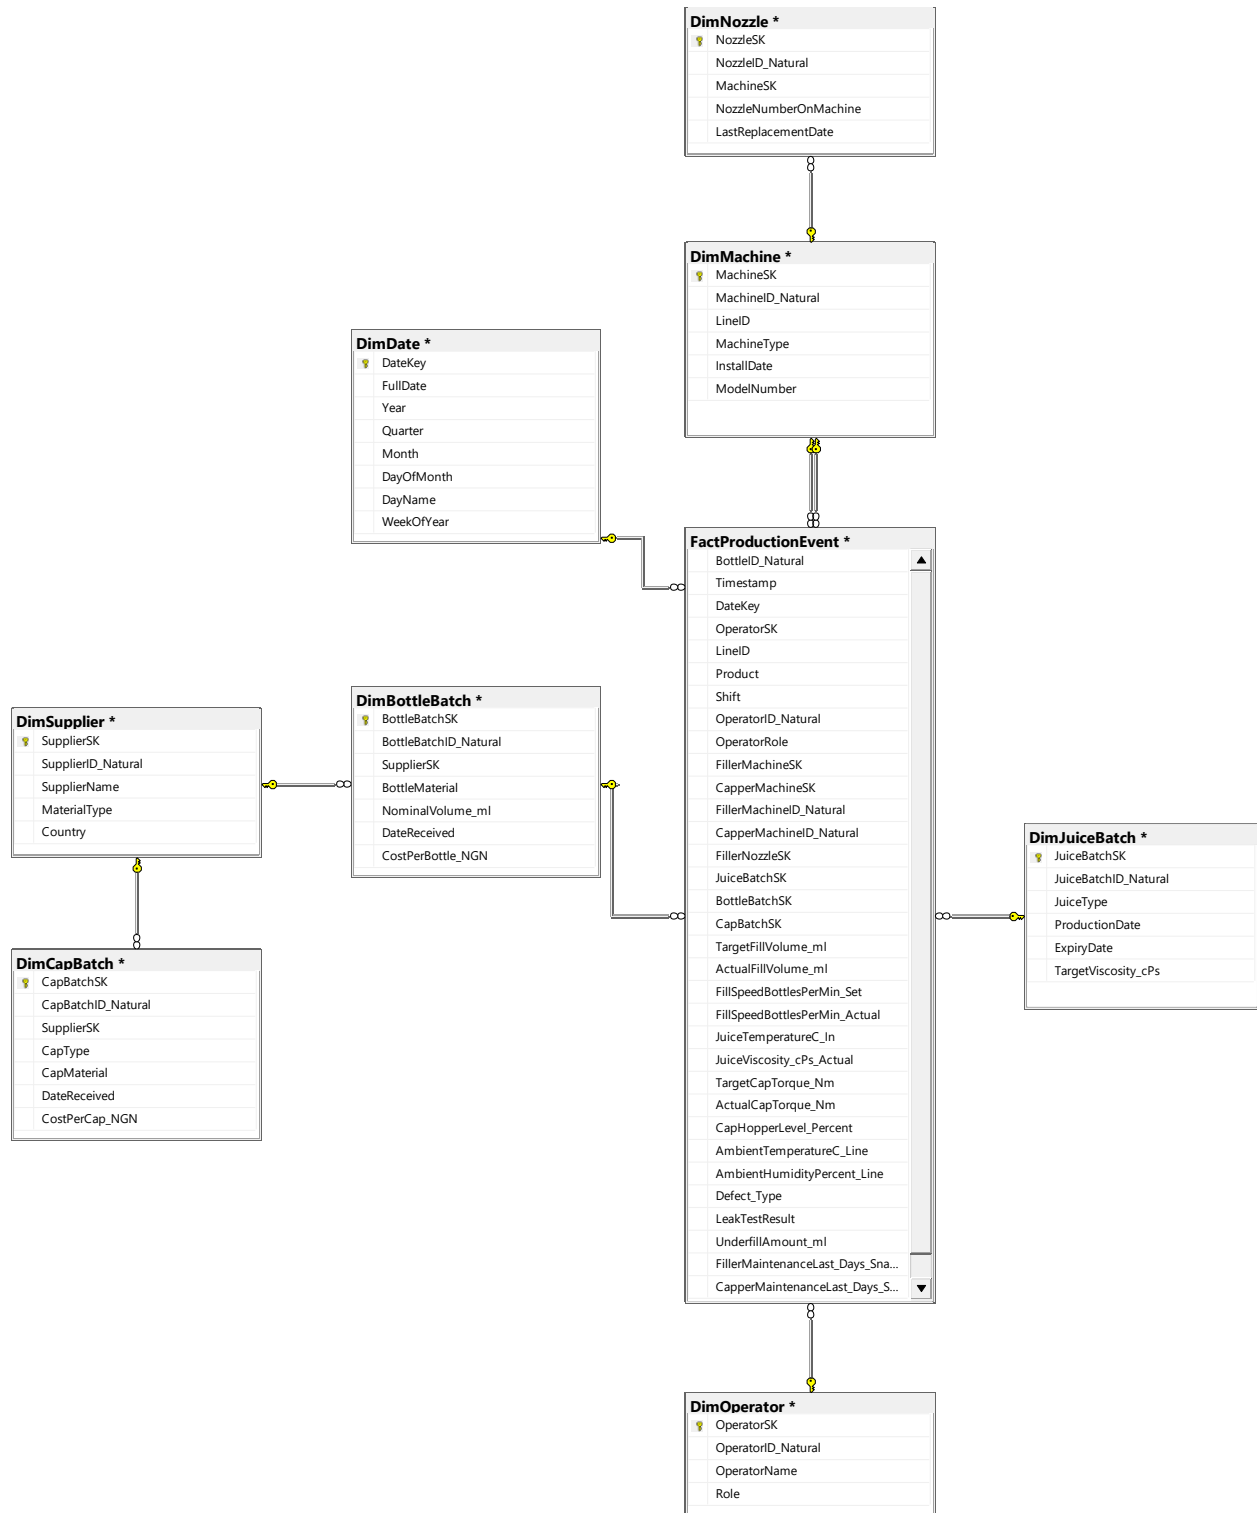 DimNozzle *
NozzleSK
NozzleID_Natural
MachineSK
NozzleNumberOnMachine
LastReplacementDate
DimMachine *
MachineSK
MachineID_Natural
LineID
MachineType
InstallDate
ModelNumber
DimDate *
DateKey
FullDate
Year
Quarter
Month
DayOfMonth
DayName
WeekOfYear
FactProductionEvent *
BottleID_Natural
Timestamp
DateKey
OperatorSK
LineID
Product
Shift
OperatorID_Natural
OperatorRole
FillerMachineSK
CapperMachineSK
FillerMachineID_Natural
CapperMachineID_Natural
FillerNozzleSK
JuiceBatchSK
BottleBatchSK
CapBatchSK
TargetFillVolume_ml
ActualFillVolume_ml
FillSpeedBottlesPerMin_Set
FillSpeedBottlesPerMin_Actual
JuiceTemperatureC_In
JuiceViscosity_cPs_Actual
TargetCapTorque_Nm
ActualCapTorque_Nm
CapHopperLevel_Percent
AmbientTemperatureC_Line
AmbientHumidityPercent_Line
Defect_Type
LeakTestResult
UnderfillAmount_ml
FillerMaintenanceLast_Days_Sna...
CapperMaintenanceLast_Days_S...
DimBottleBatch *
BottleBatchSK
BottleBatchID_Natural
SupplierSK
BottleMaterial
NominalVolume_ml
DateReceived
CostPerBottle_NGN
DimSupplier *
SupplierSK
SupplierID_Natural
SupplierName
MaterialType
Country
DimCapBatch *
CapBatchSK
CapBatchID_Natural
SupplierSK
CapType
CapMaterial
DateReceived
CostPerCap_NGN
DimJuiceBatch *
JuiceBatchSK
JuiceBatchID_Natural
JuiceType
ProductionDate
ExpiryDate
TargetViscosity_cPs
DimOperator *
OperatorSK
OperatorID_Natural
OperatorName
Role